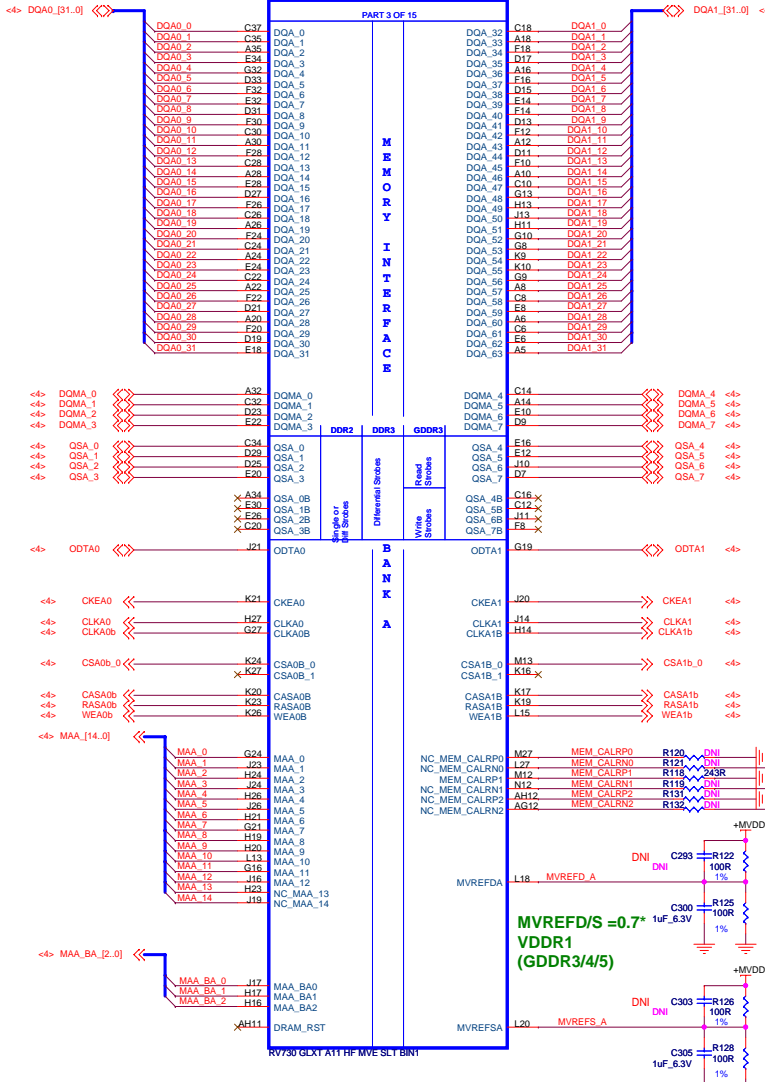 <4> DQA0_[31..0] PART 3 OF 15 DQA1_[31..0] <
DQA0_0 C37 DQA_0 DQA_32 C18 DQA1_0
DQA0_1 C35 DQA_1 DQA_33 A18 DQA1_1
DQA0_2 A35 DQA_2 DQA_34 F18 DQA1_2
DQA0_3 E34 DQA_3 DQA_35 D17 DQA1_3
DQA0_4 G32 DQA_4 DQA_36 A16 DQA1_4
DQA0_5 D33 DQA_5 DQA_37 F16 DQA1_5
DQA0_6 F32 DQA_6 DQA_38 D15 DQA1_6
DQA0_7 E32 DQA_7 DQA_39 E14 DQA1_7
DQA0_8 D31 DQA_8 DQA_40 F14 DQA1_8
DQA0_9 F30 DQA_9 DQA_41 D13 DQA1_9
DQA0_10 C30 DQA_10 DQA_42 F12 DQA1_10
DQA0_11 A30 DQA_11 DQA_43 A12 DQA1_11
DQA0_12 F28 DQA_12 DQA_44 D11 DQA1_12
DQA0_13 C28 DQA_13 DQA_45 F10 DQA1_13
DQA0_14 A28 DQA_14 DQA_46 A10 DQA1_14
DQA0_15 E28 DQA_15 DQA_47 C10 DQA1_15
DQA0_16 D27 DQA_16 DQA_48 G13 DQA1_16
DQA0_17 F26 DQA_17 DQA_49 H13 DQA1_17
DQA0_18 C26 DQA_18 DQA_50 J13 DQA1_18
DQA0_19 A26 DQA_19 DQA_51 H11 DQA1_19
DQA0_20 F24 DQA_20 DQA_52 G10 DQA1_20
DQA0_21 C24 DQA_21 DQA_53 G8 DQA1_21
DQA0_22 A24 DQA_22 DQA_54 K9 DQA1_22
DQA0_23 E24 DQA_23 DQA_55 K10 DQA1_23
DQA0_24 C22 DQA_24 DQA_56 G9 DQA1_24
DQA0_25 A22 DQA_25 DQA_57 A8 DQA1_25
DQA0_26 F22 DQA_26 DQA_58 C8 DQA1_26
DQA0_27 D21 DQA_27 DQA_59 E8 DQA1_27
DQA0_28 A20 DQA_28 DQA_60 A6 DQA1_28
DQA0_29 F20 DQA_29 DQA_61 C6 DQA1_29
DQA0_30 D19 DQA_30 DQA_62 E6 DQA1_30
DQA0_31 E18 DQA_31 DQA_63 A5 DQA1_31
MEMORY INTERFACE
<4> DQMA_0 A32 DQMA_0 DQMA_4 C14 DQMA_4 <4>
<4> DQMA_1 C32 DQMA_1 DQMA_5 A14 DQMA_5 <4>
<4> DQMA_2 D23 DQMA_2 DQMA_6 E10 DQMA_6 <4>
<4> DQMA_3 E22 DQMA_3 DQMA_7 D9 DQMA_7 <4>
DDR2 DDR3 GDDR3
<4> QSA_0 C34 QSA_0 QSA_4 E16 QSA_4 <4>
<4> QSA_1 D29 QSA_1 QSA_5 E12 QSA_5 <4>
<4> QSA_2 D25 QSA_2 QSA_6 J10 QSA_6 <4>
<4> QSA_3 E20 QSA_3 QSA_7 D7 QSA_7 <4>
A34 QSA_0B QSA_4B C16
E30 QSA_1B QSA_5B C12
E26 QSA_2B QSA_6B J11
C20 QSA_3B QSA_7B F8
Single or
Diff Strobes
Differential Strobes
Read
Strobes
Write
Strobes
<4> ODTA0 J21 ODTA0 ODTA1 G19 ODTA1 <4>
BANK A
<4> CKEA0 K21 CKEA0 CKEA1 J20 CKEA1 <4>
<4> CLKA0 H27 CLKA0 CLKA1 J14 CLKA1 <4>
<4> CLKA0b G27 CLKA0B CLKA1B H14 CLKA1b <4>
<4> CSA0b_0 K24 CSA0B_0 CSA1B_0 M13 CSA1b_0 <4>
K27 CSA0B_1 CSA1B_1 K16
<4> CASA0b K20 CASA0B CASA1B K17 CASA1b <4>
<4> RASA0b K23 RASA0B RASA1B K19 RASA1b <4>
<4> WEA0b K26 WEA0B WEA1B L15 WEA1b <4>
<4> MAA_[14..0]
MAA_0 G24 MAA_0 NC_MEM_CALRP0 M27 MEM_CALRP0 R120 DNI
MAA_1 J23 MAA_1 NC_MEM_CALRN0 L27 MEM_CALRN0 R121 DNI
MAA_2 H24 MAA_2 MEM_CALRP1 M12 MEM_CALRP1 R118 243R
MAA_3 J24 MAA_3 NC_MEM_CALRN1 N12 MEM_CALRN1 R119 DNI
MAA_4 H26 MAA_4 NC_MEM_CALRP2 AH12 MEM_CALRP2 R131 DNI
MAA_5 J26 MAA_5 NC_MEM_CALRN2 AG12 MEM_CALRN2 R132 DNI
MAA_6 H21 MAA_6
MAA_7 G21 MAA_7
MAA_8 H19 MAA_8
MAA_9 H20 MAA_9
MAA_10 L13 MAA_10
MAA_11 G16 MAA_11
MAA_12 J16 MAA_12
MAA_13 H23 NC_MAA_13
MAA_14 J19 NC_MAA_14
+MVDD
DNI C293 R122
DNI 100R
1%
MVREFDA L18 MVREFD_A
C300 R125
1uF_6.3V 100R
1%
MVREFD/S =0.7*
VDDR1
(GDDR3/4/5)
<4> MAA_BA_[2..0]
MAA_BA_0 J17 MAA_BA0
MAA_BA_1 H17 MAA_BA1
MAA_BA_2 H16 MAA_BA2
+MVDD
DNI C303 R126
DNI 100R
1%
AH11 DRAM_RST MVREFSA L20 MVREFS_A
C305 R128
1uF_6.3V 100R
1%
RV730 GLXT A11 HF MVE SLT BIN1